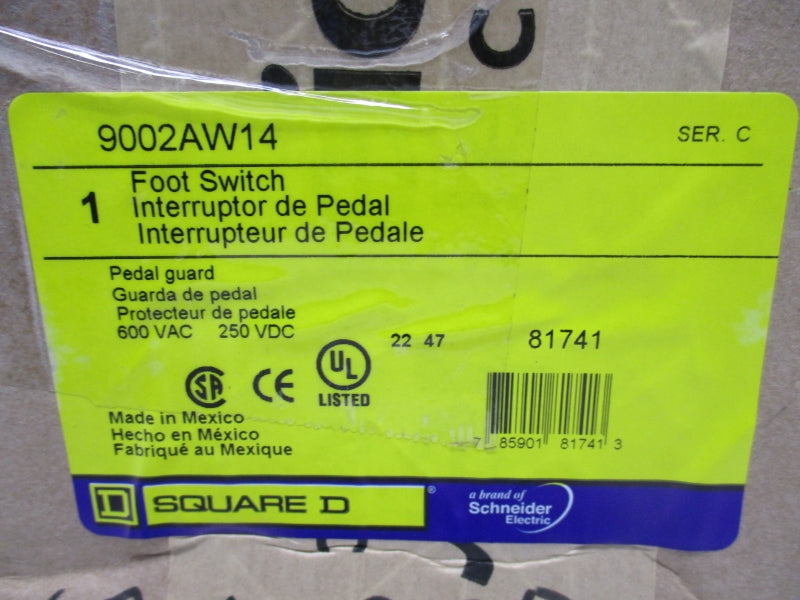 9002AW14
SER. C
1
Foot Switch
Interruptor de Pedal
Interrupteur de Pedale
Pedal guard
Guarda de pedal
Protecteur de pedale
600 VAC 250 VDC
22 47
81741
SA
CE
UL
LISTED
Made in Mexico
Hecho en México
Fabriqué au Mexique
7 85901 81741 3
D SQUARE D ®
a brand of
Schneider
Electric